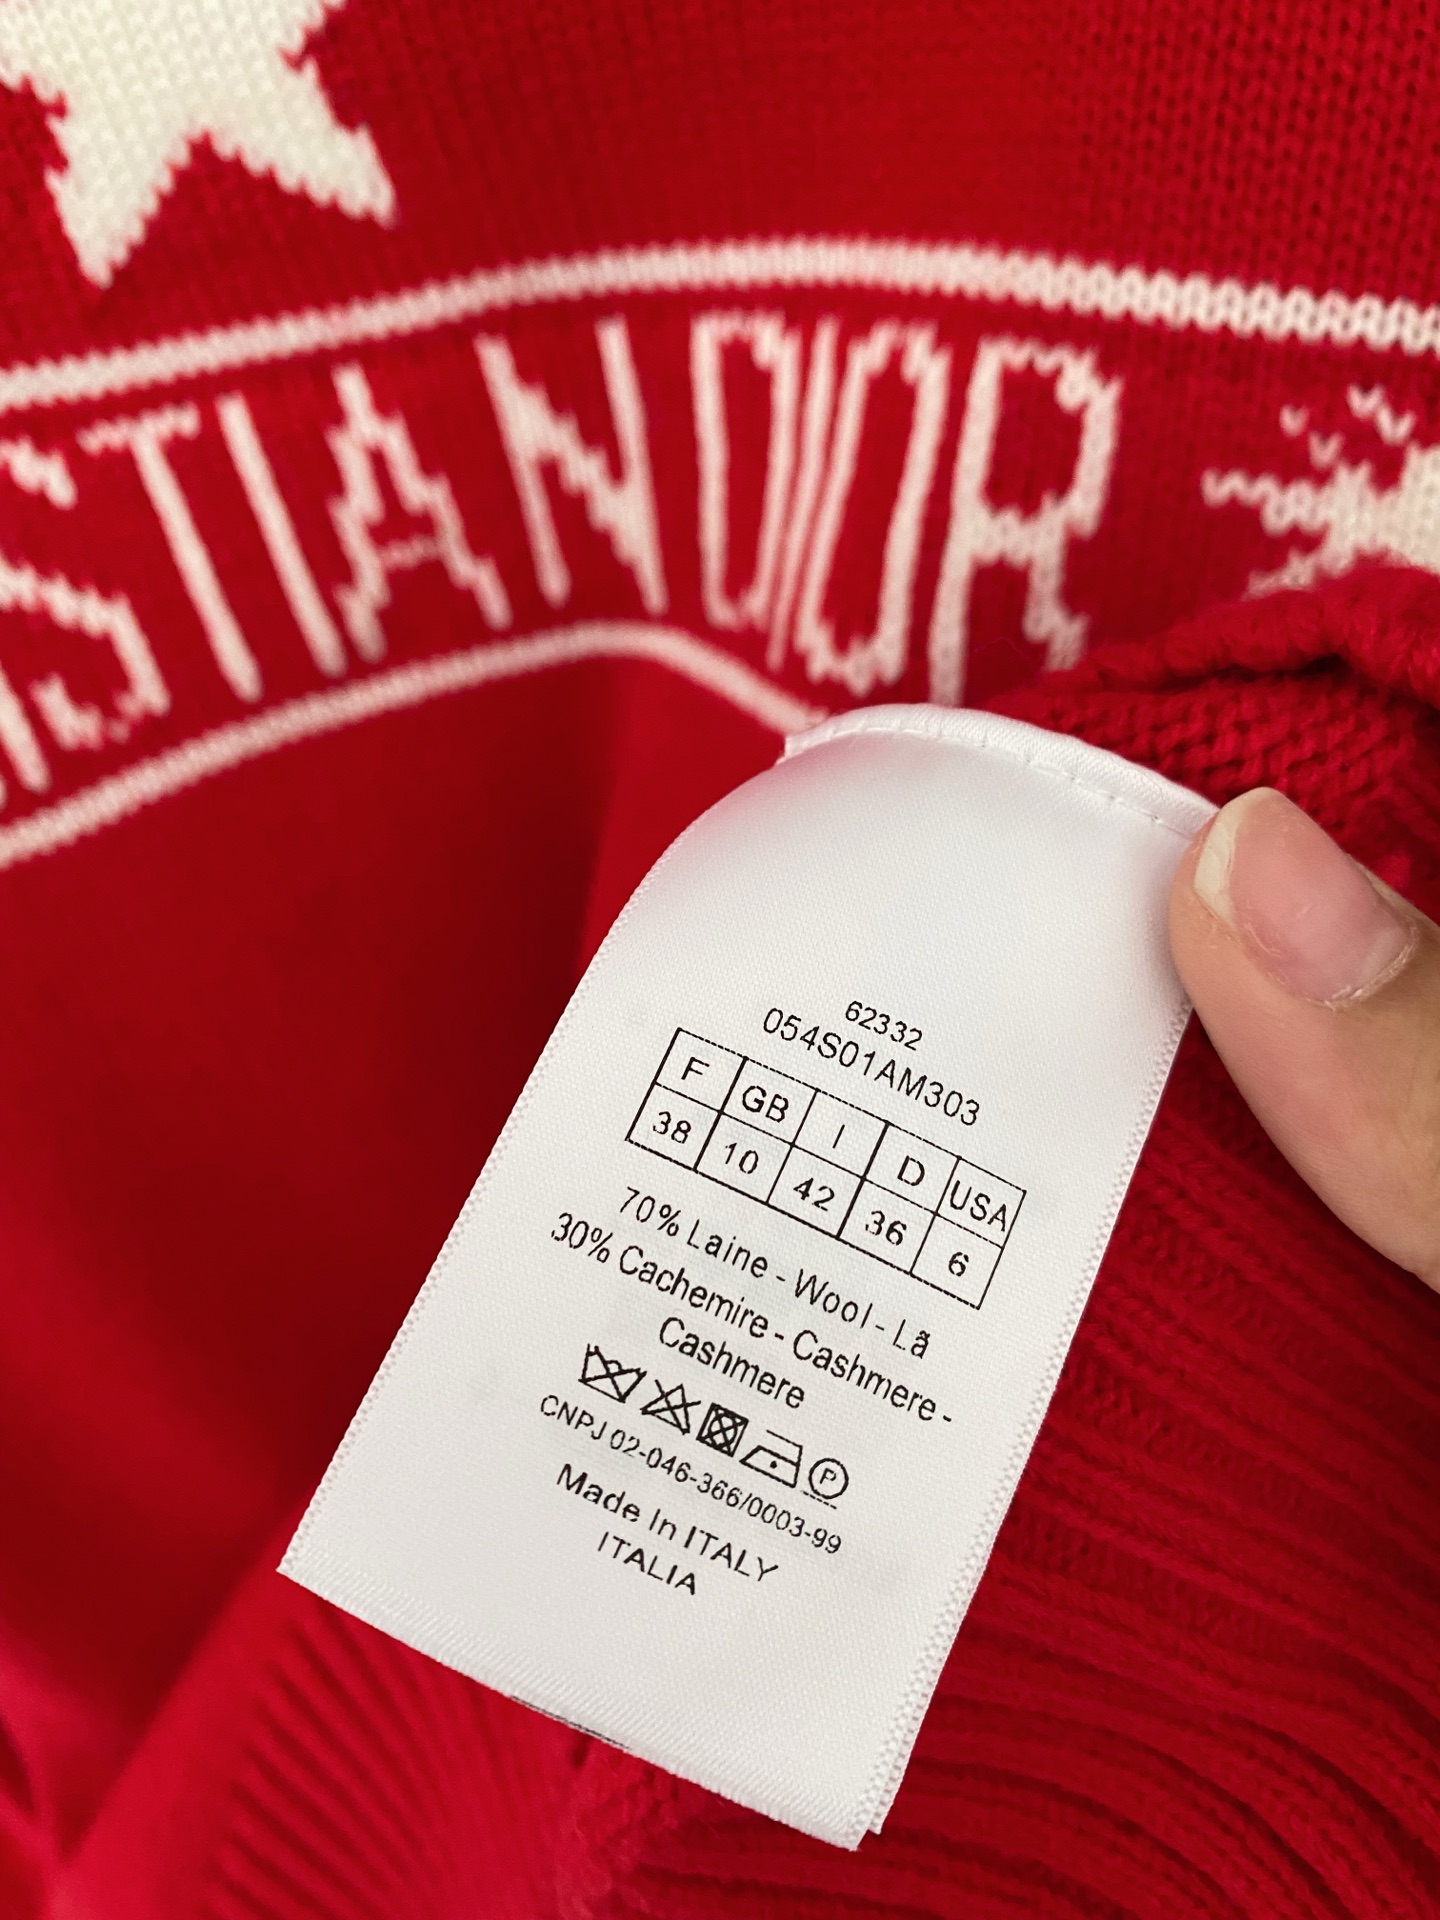 ISTIAN DIOR
62332
054S01AM303
F GB I D USA
38 10 42 36 6
70% Laine - Wool - Lã
30% Cachemire - Cashmere -
Cashmere
P
CNPJ 02-046-366/0003-99
Made In ITALY
ITALIA